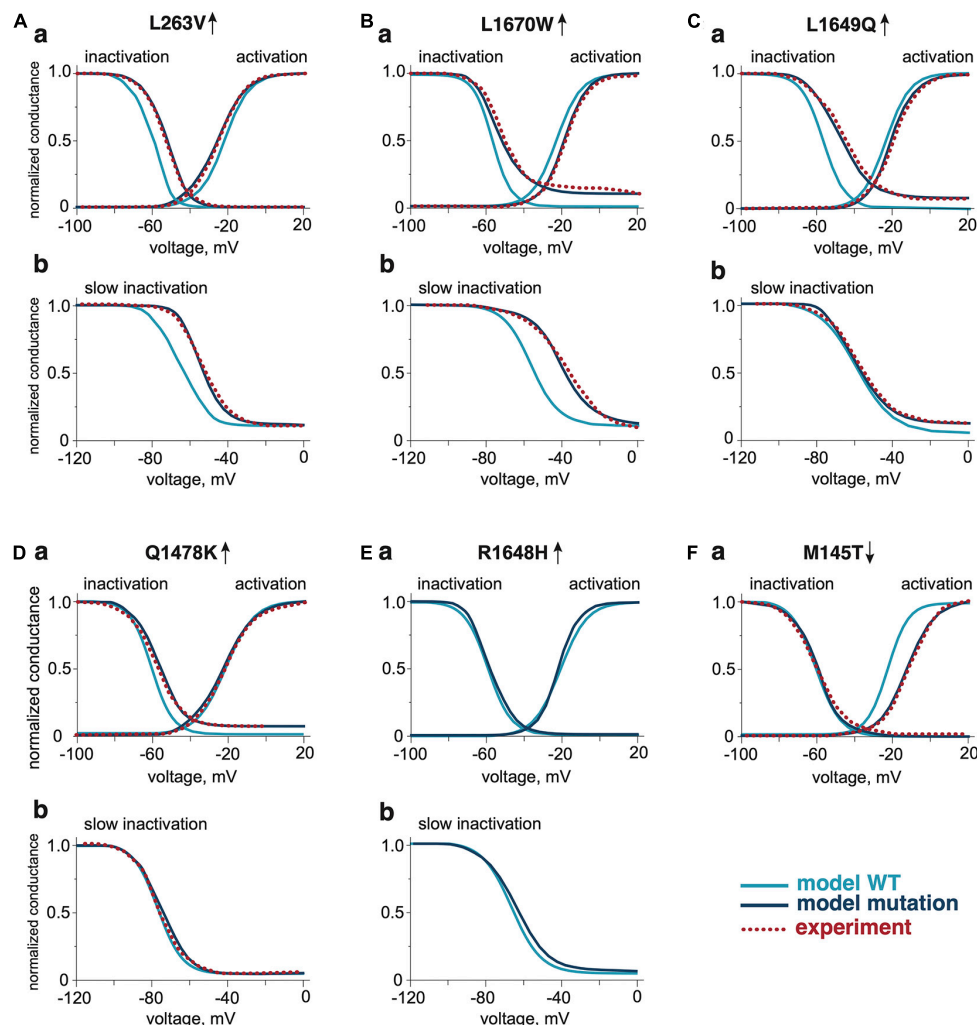 A
L263V↑
a
inactivation
activation
normalized conductance
1.0
0.5
0
-100
-60
-20
20
voltage, mV
b
slow inactivation
normalized conductance
1.0
0.5
0
-120
-80
-40
0
voltage, mV
B
L1670W↑
a
inactivation
activation
1.0
0.5
0
-100
-60
-20
20
voltage, mV
b
slow inactivation
1.0
0.5
0
-120
-80
-40
0
voltage, mV
C
L1649Q↑
a
inactivation
activation
1.0
0.5
0
-100
-60
-20
20
voltage, mV
b
slow inactivation
1.0
0.5
0
-120
-80
-40
0
voltage, mV
D
Q1478K↑
a
inactivation
activation
normalized conductance
1.0
0.5
0
-100
-60
-20
20
voltage, mV
b
slow inactivation
normalized conductance
1.0
0.5
0
-120
-80
-40
0
voltage, mV
E
R1648H↑
a
inactivation
activation
1.0
0.5
0
-100
-60
-20
20
voltage, mV
b
slow inactivation
1.0
0.5
0
-120
-80
-40
0
voltage, mV
F
M145T↓
a
inactivation
activation
1.0
0.5
0
-100
-60
-20
20
voltage, mV
model WT
model mutation
experiment